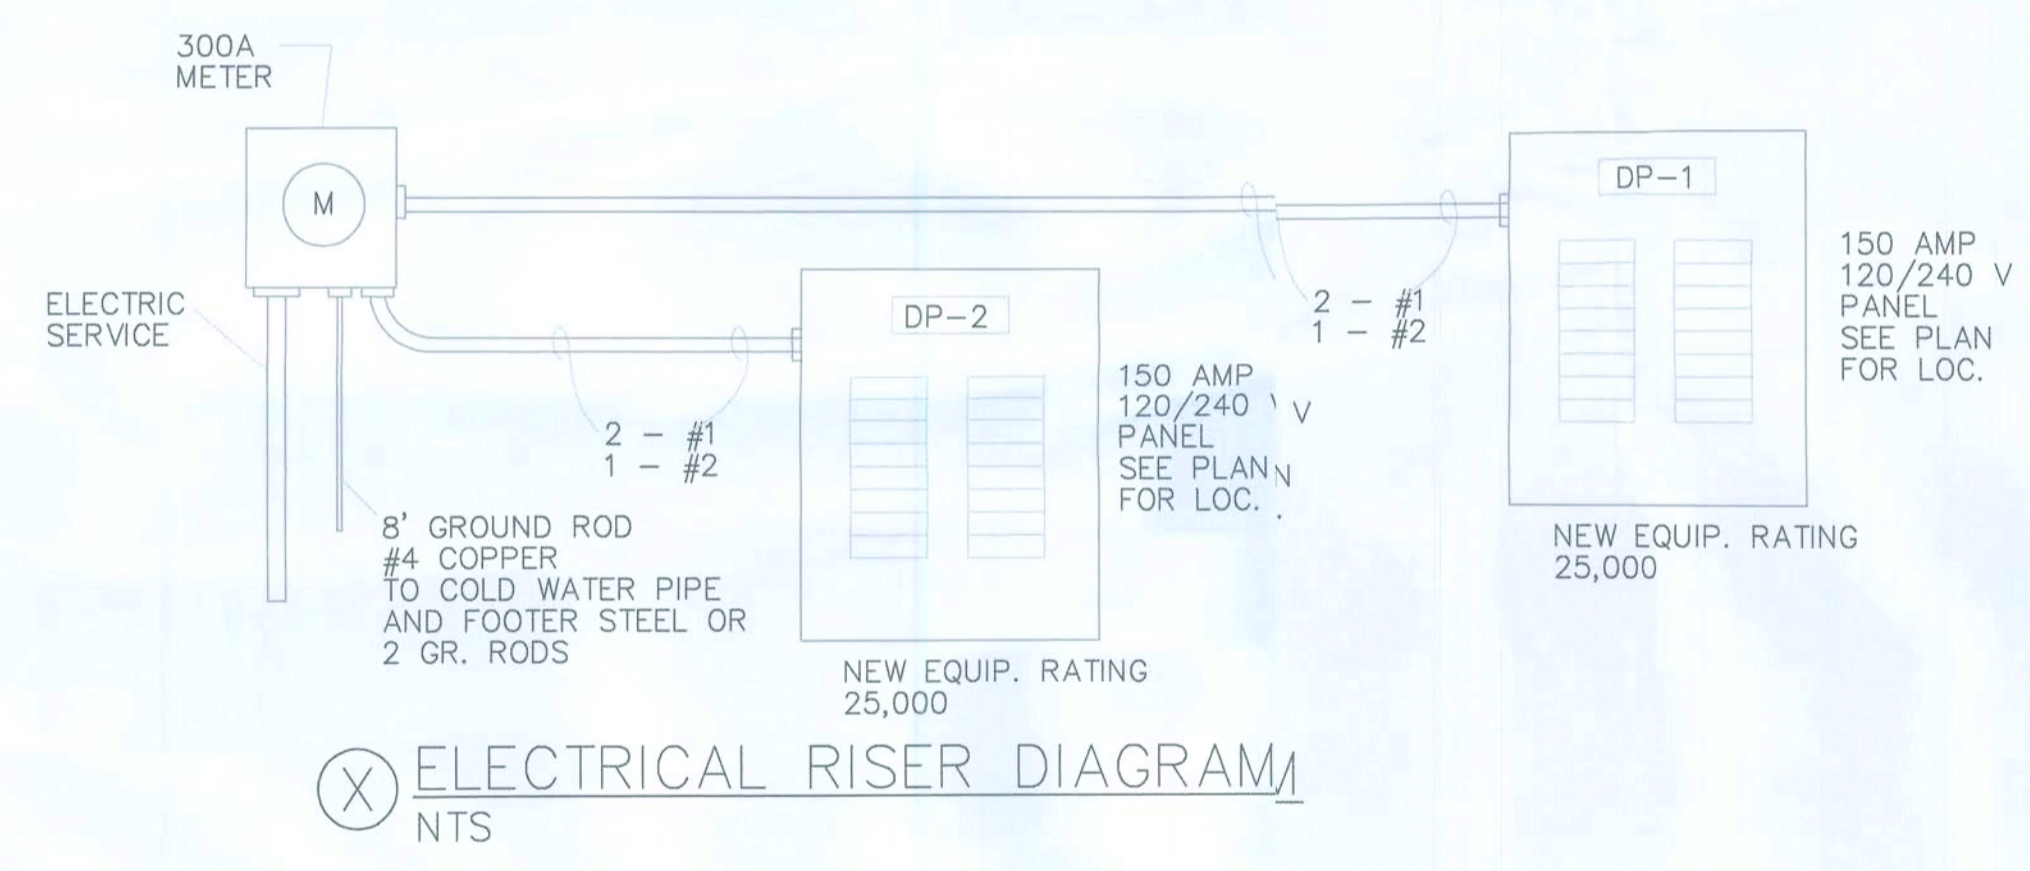 300A
METER
M
ELECTRIC
SERVICE
8' GROUND ROD
#4 COPPER
TO COLD WATER PIPE
AND FOOTER STEEL OR
2 GR. RODS
2 - #1
1 - #2
DP-2
150 AMP
120/240 V
PANEL
SEE PLAN
FOR LOC.
NEW EQUIP. RATING
25,000
2 - #1
1 - #2
DP-1
150 AMP
120/240 V
PANEL
SEE PLAN
FOR LOC.
NEW EQUIP. RATING
25,000
X
ELECTRICAL RISER DIAGRAM
NTS